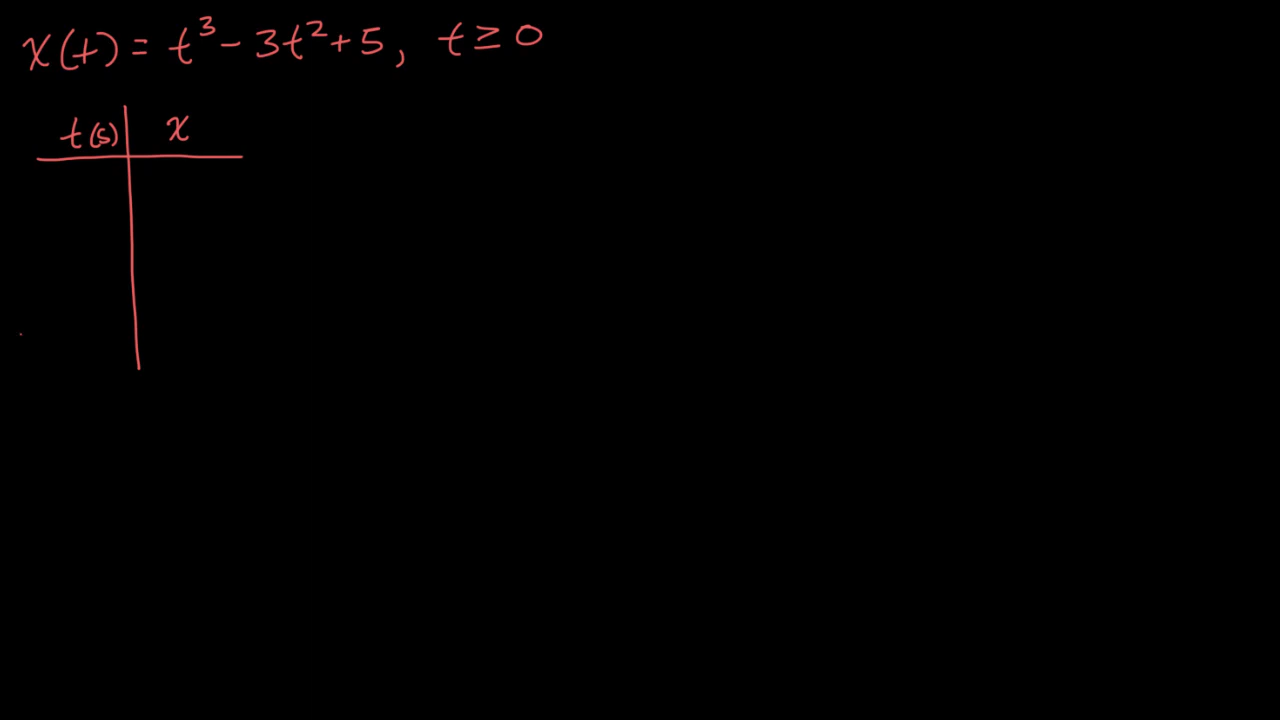 x(t) = t³ - 3t² + 5, t ≥ 0
t(s) x